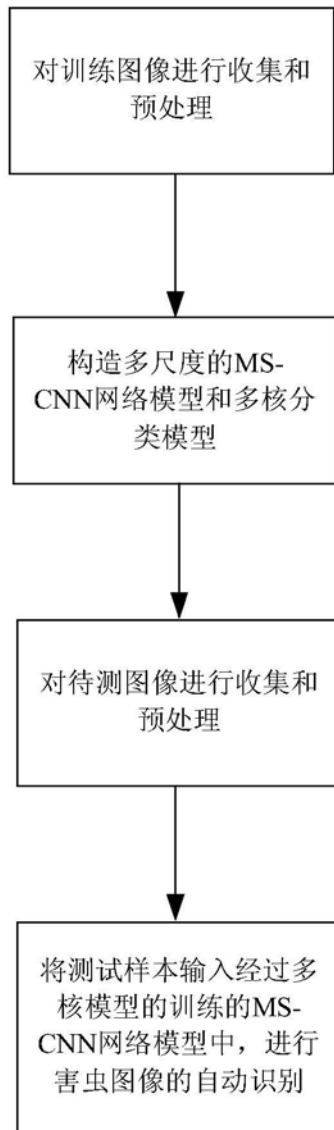 对训练图像进行收集和
预处理
构造多尺度的MS-
CNN网络模型和多核分
类模型
对待测图像进行收集和
预处理
将测试样本输入经过多
核模型的训练的MS-
CNN网络模型中，进行
害虫图像的自动识别